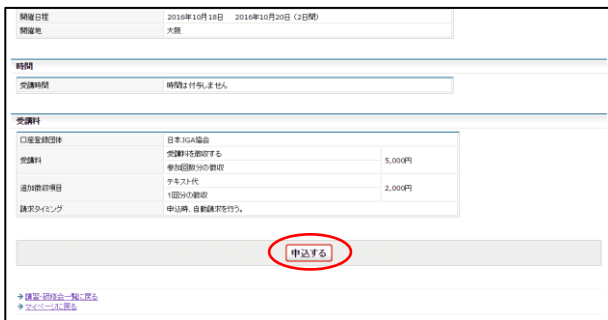 開催日程 2016年10月18日 2016年10月20日（2日間）
開催地 大阪
時間
受講時間 時間は付与しません
受講料
口座登録団体 日本JGA協会
受講料 受講料を徴収する 5,000円
参加回数分の徴収
追加徴収項目 テキスト代 2,000円
1回分の徴収
請求タイミング 申込時、自動請求を行う。
申込する
→講習・研修会一覧に戻る
→マイページに戻る